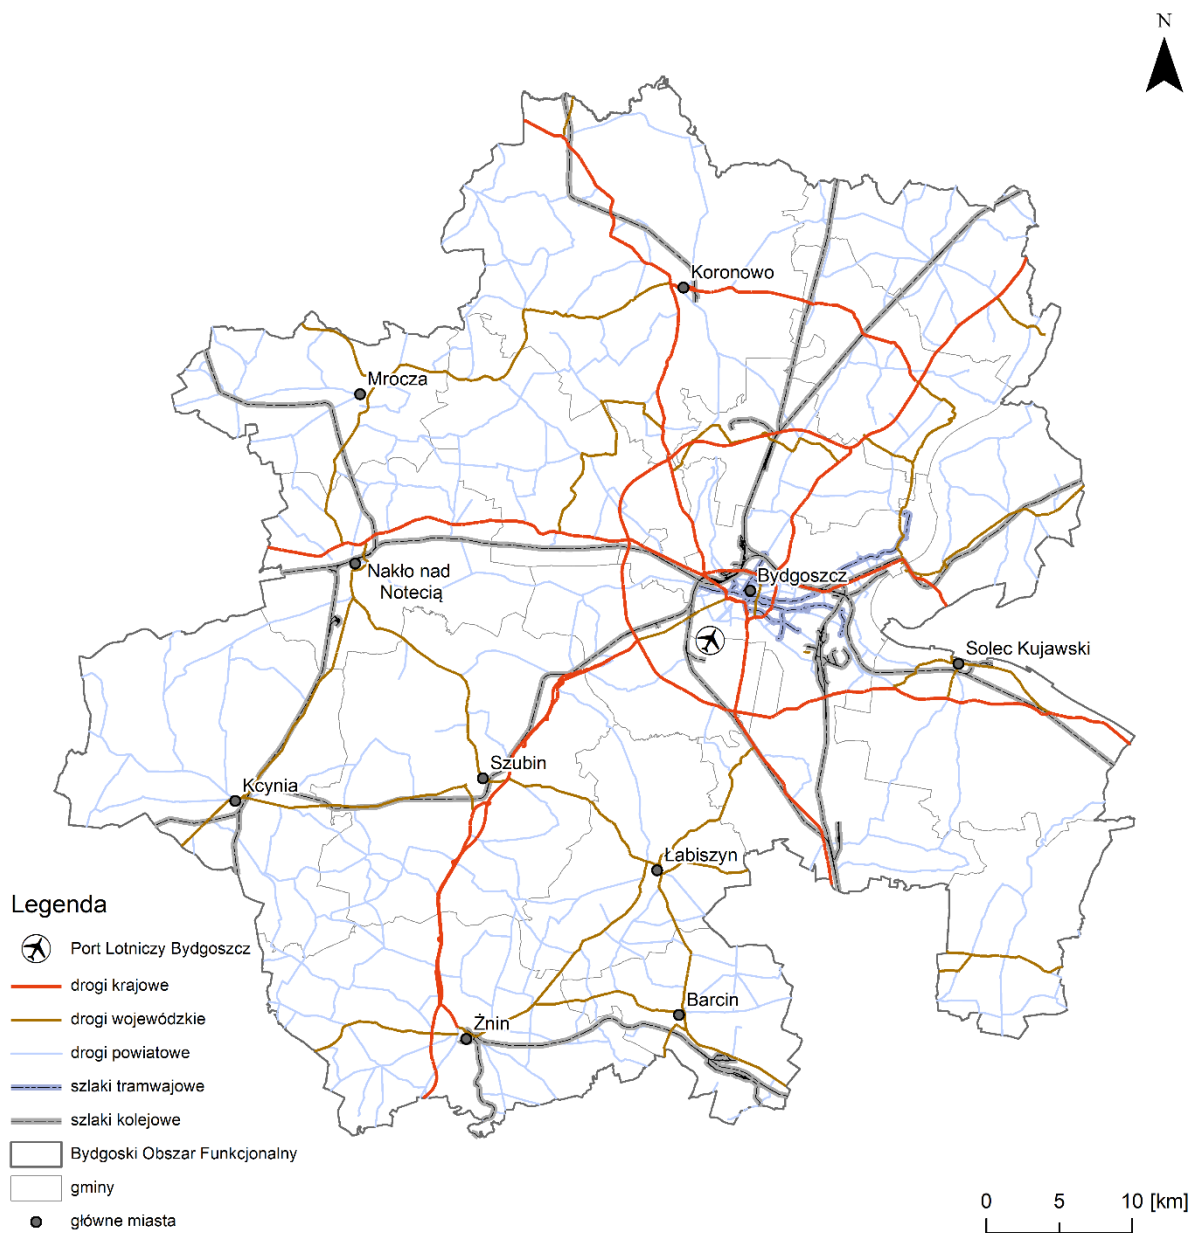 N
Koronowo
Mrocza
Nakło nad
Notecią
Bydgoszcz
Solec Kujawski
Szubin
Kcynia
Łabiszyn
Barcin
Żnin
Legenda
Port Lotniczy Bydgoszcz
drogi krajowe
drogi wojewódzkie
drogi powiatowe
szlaki tramwajowe
szlaki kolejowe
Bydgoski Obszar Funkcjonalny
gminy
główne miasta
0 5 10 [km]